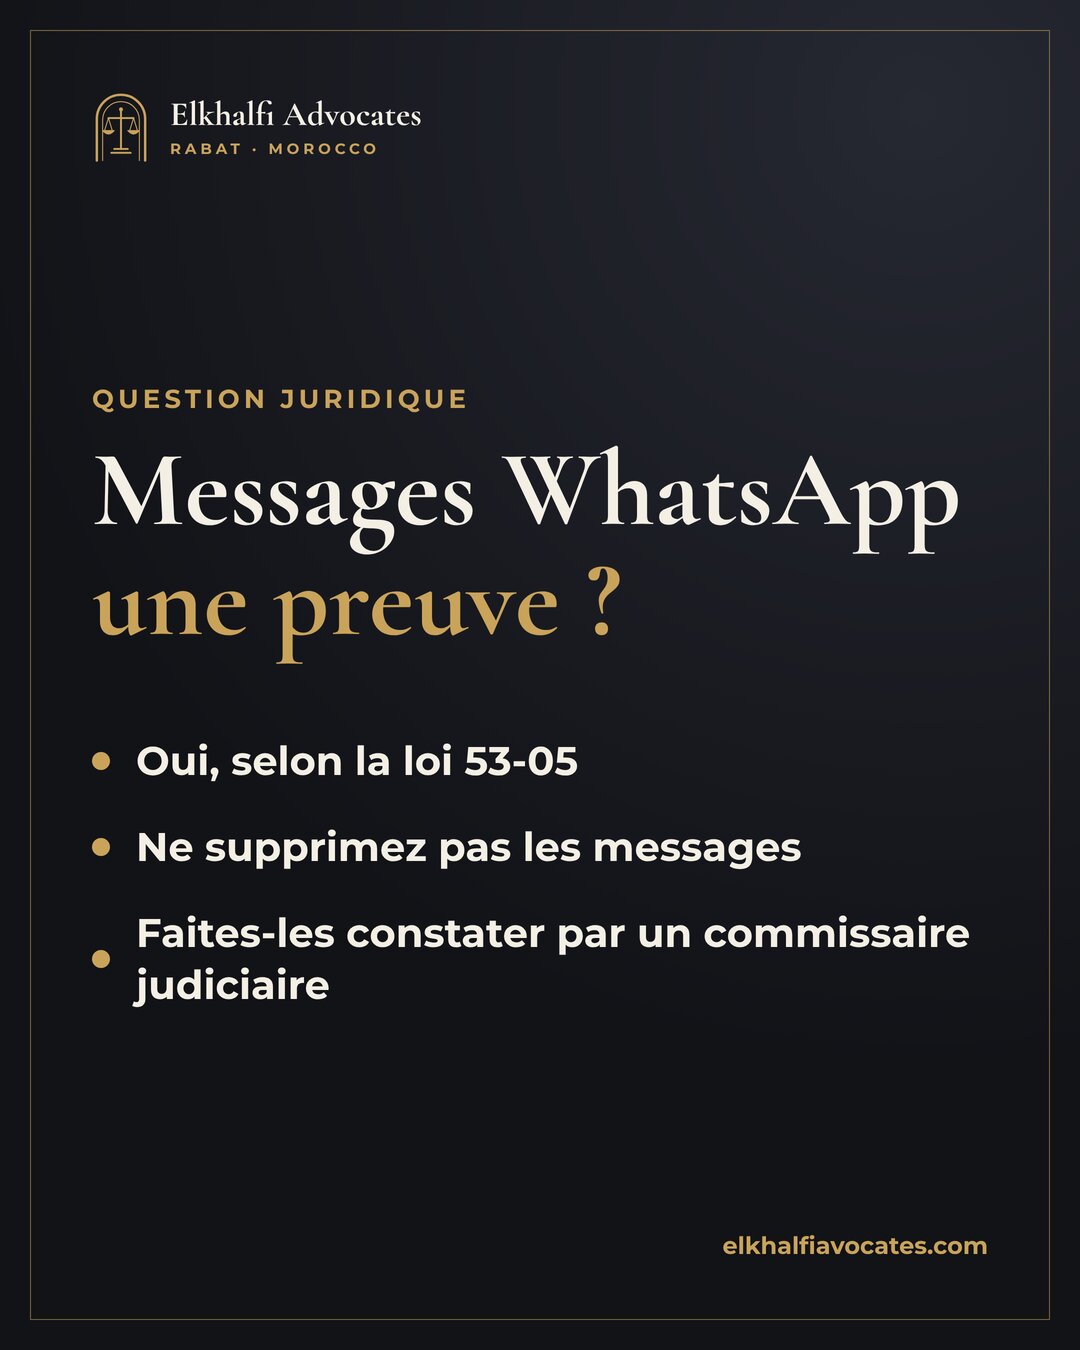 Elkhalfi Advocates
RABAT · MOROCCO
QUESTION JURIDIQUE
Messages WhatsApp
une preuve ?
Oui, selon la loi 53-05
Ne supprimez pas les messages
Faites-les constater par un commissaire
judiciaire
elkhalfiavocates.com